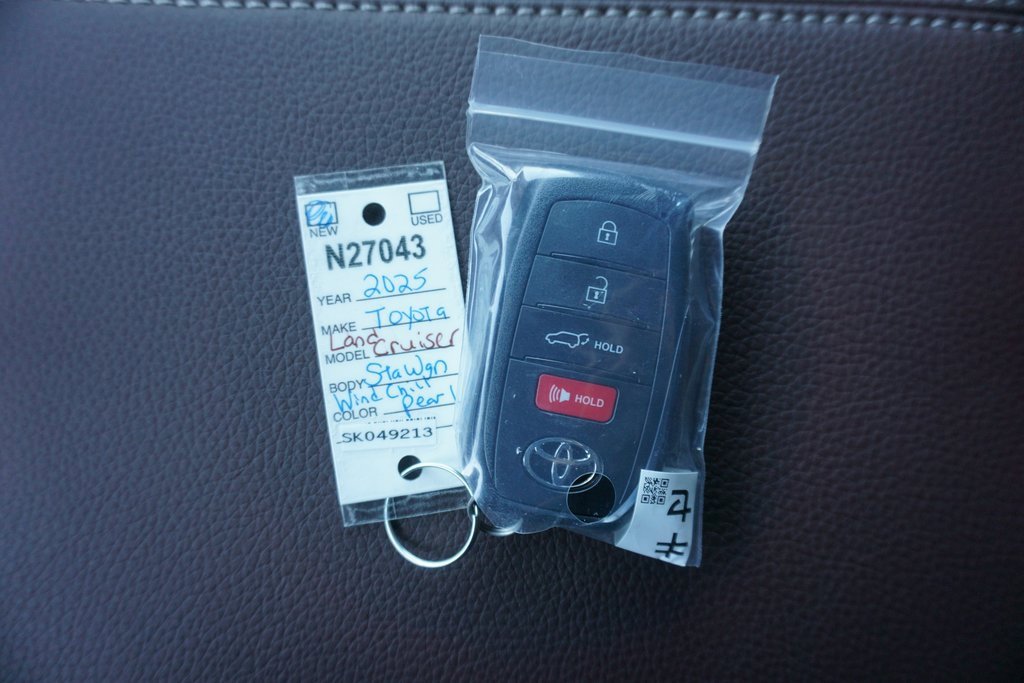 NEW USED
N27043
YEAR 2025
MAKE TOYOTA
Land
MODEL Cruiser
BODY StaWgn
Wind Chill
COLOR Pearl
SK049213
HOLD
HOLD